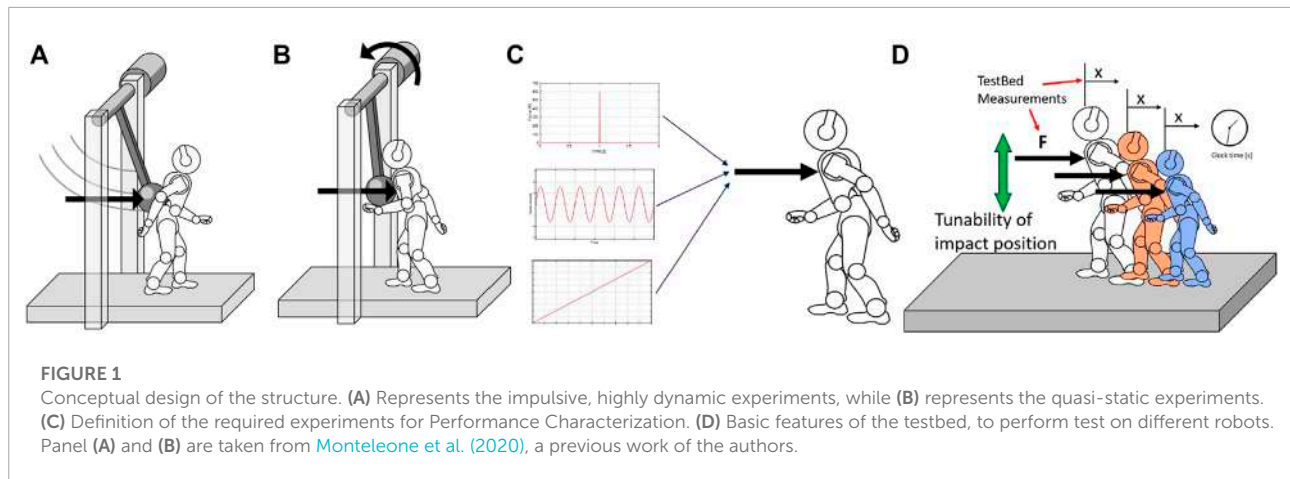 A
B
C
D
TestBed
Measurements
X
X
X
F
Clock time [s]
Tunability of
impact position
FIGURE 1
Conceptual design of the structure. (A) Represents the impulsive, highly dynamic experiments, while (B) represents the quasi-static experiments.
(C) Definition of the required experiments for Performance Characterization. (D) Basic features of the testbed, to perform test on different robots.
Panel (A) and (B) are taken from Monteleone et al. (2020), a previous work of the authors.